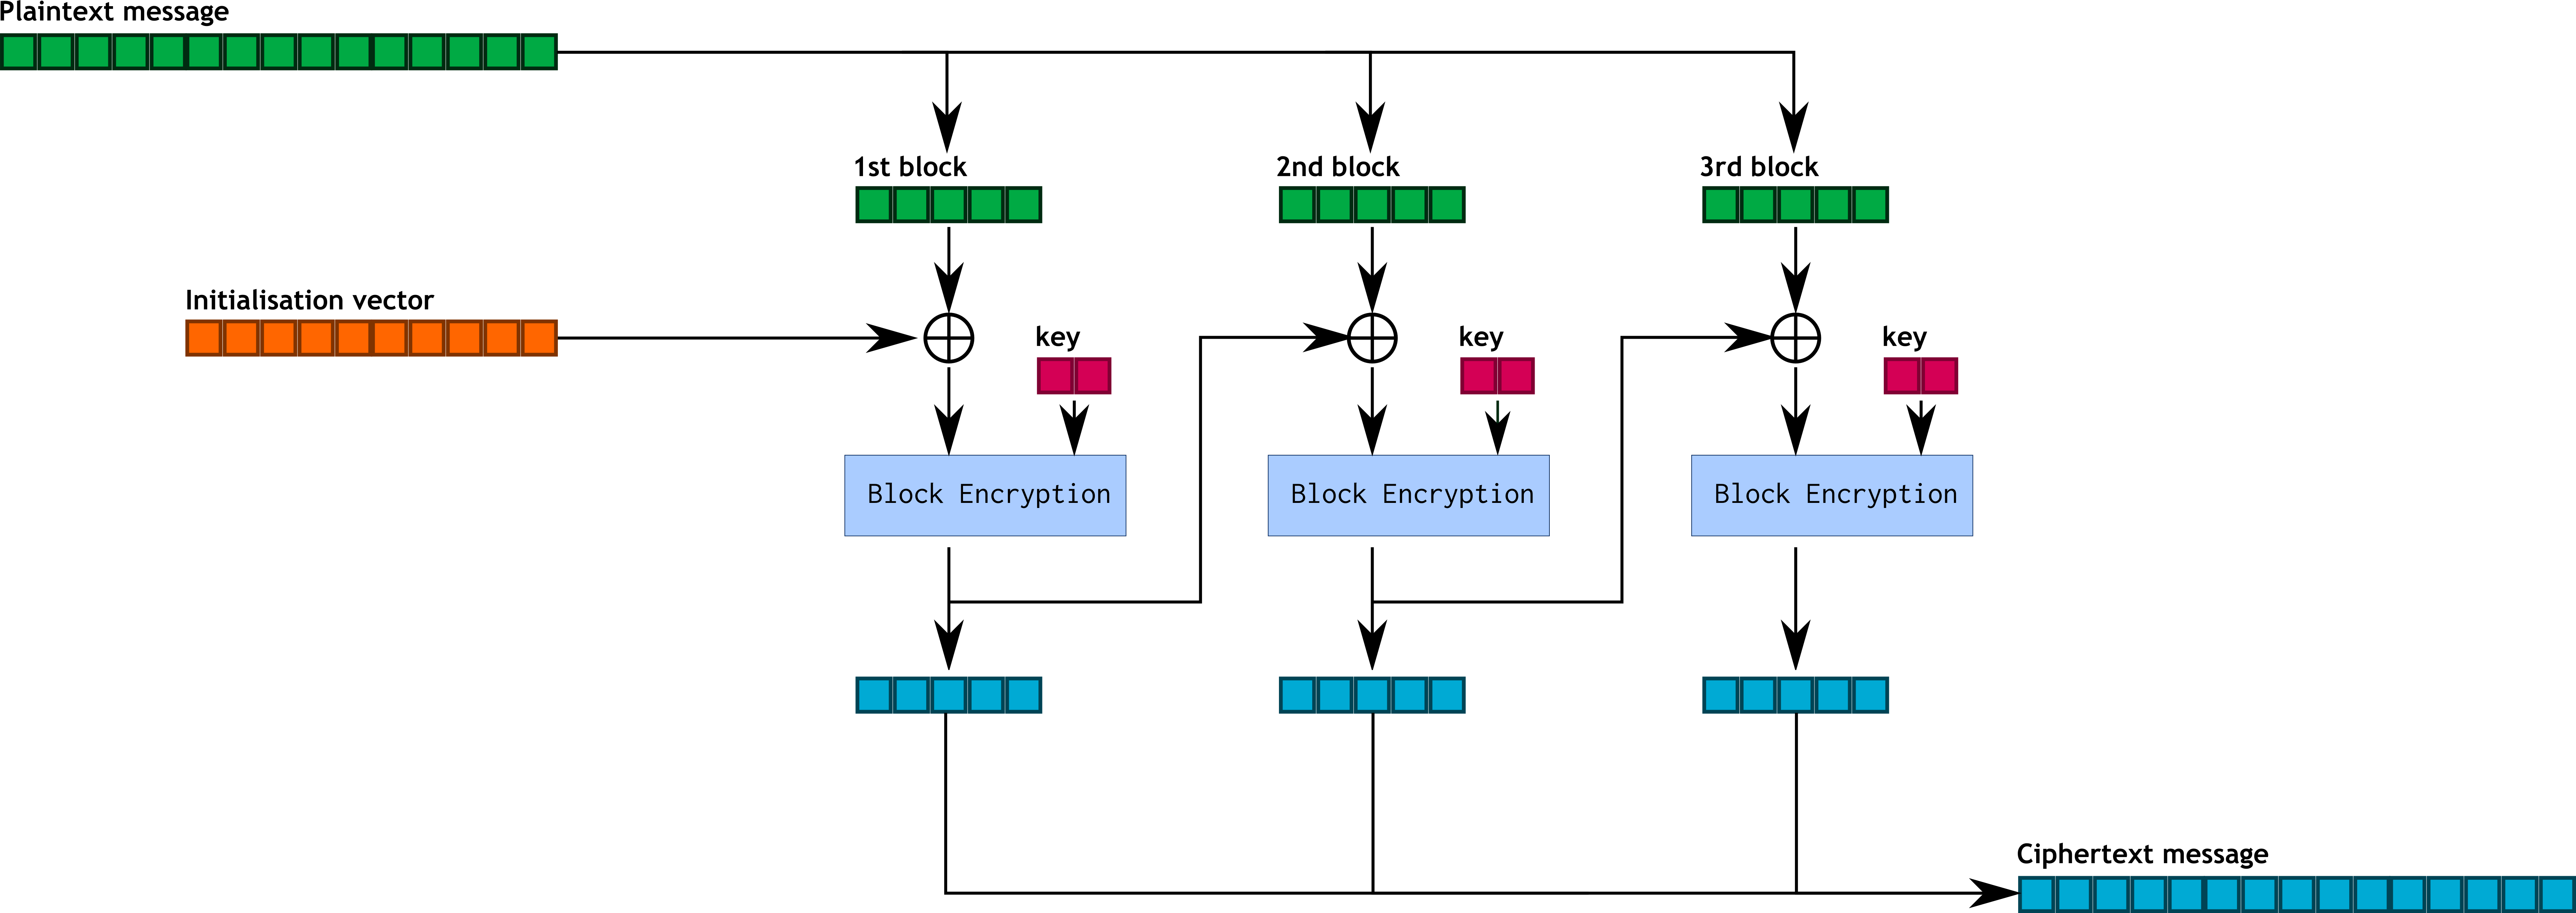 Plaintext message
1st block
2nd block
3rd block
Initialisation vector
key
key
key
Block Encryption
Block Encryption
Block Encryption
Ciphertext message